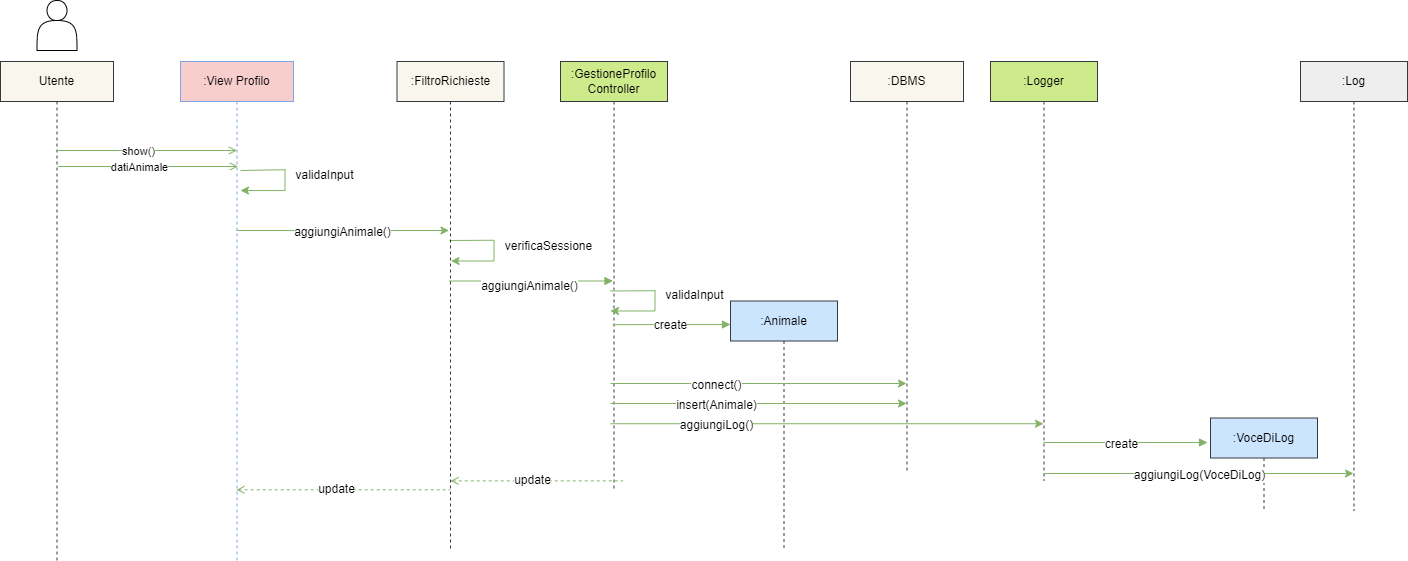 Utente
:View Profilo
:FiltroRichieste
:GestioneProfilo
Controller
:DBMS
:Logger
:Log
show()
datiAnimale
validaInput
aggiungiAnimale()
verificaSessione
aggiungiAnimale()
validaInput
create
:Animale
connect()
insert(Animale)
aggiungiLog()
create
:VoceDiLog
aggiungiLog(VoceDiLog)
update
update